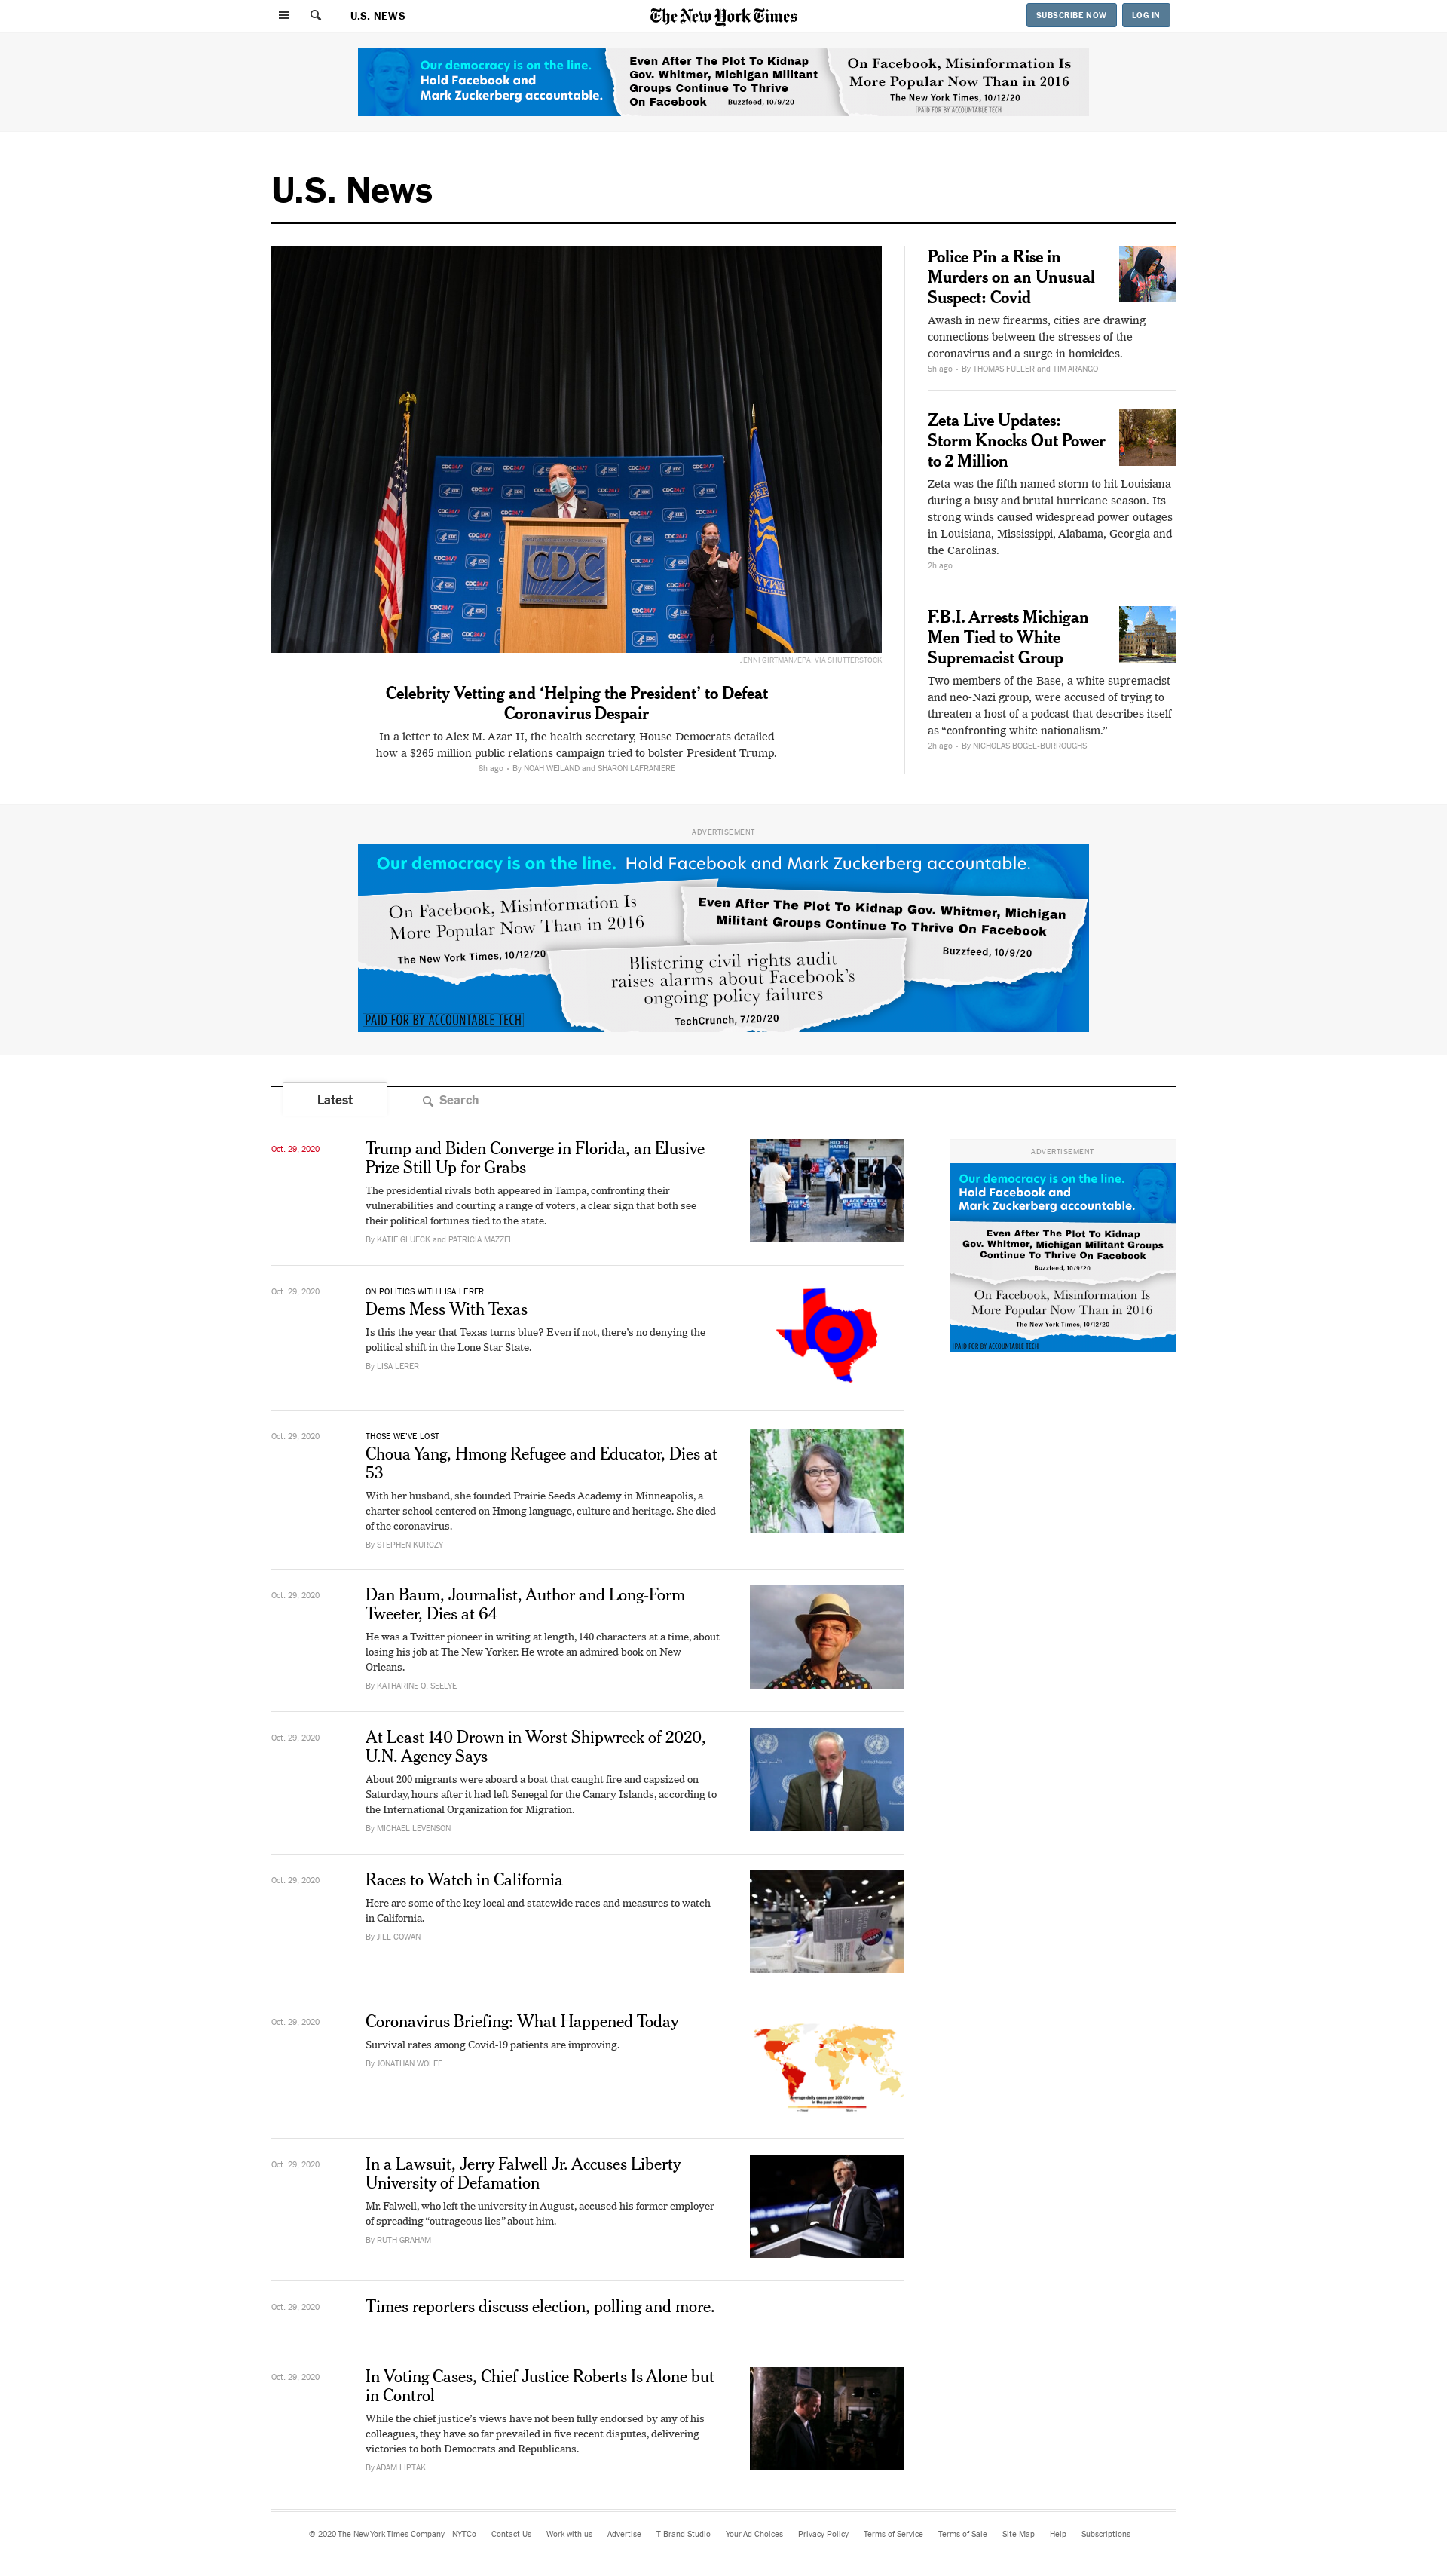 U.S. NEWS
The New York Times
SUBSCRIBE NOW
LOG IN
Our democracy is on the line.
Hold Facebook and
Mark Zuckerberg accountable.
Even After The Plot To Kidnap
Gov. Whitmer, Michigan Militant
Groups Continue To Thrive
On Facebook Buzzfeed, 10/9/20
On Facebook, Misinformation Is
More Popular Now Than in 2016
The New York Times, 10/12/20
PAID FOR BY ACCOUNTABLE TECH
U.S. News
CDC
JENNI GIRTMAN/EPA, VIA SHUTTERSTOCK
Celebrity Vetting and ‘Helping the President’ to Defeat
Coronavirus Despair
In a letter to Alex M. Azar II, the health secretary, House Democrats detailed
how a $265 million public relations campaign tried to bolster President Trump.
8h ago • By NOAH WEILAND and SHARON LAFRANIERE
Police Pin a Rise in
Murders on an Unusual
Suspect: Covid
Awash in new firearms, cities are drawing
connections between the stresses of the
coronavirus and a surge in homicides.
5h ago • By THOMAS FULLER and TIM ARANGO
Zeta Live Updates:
Storm Knocks Out Power
to 2 Million
Zeta was the fifth named storm to hit Louisiana
during a busy and brutal hurricane season. Its
strong winds caused widespread power outages
in Louisiana, Mississippi, Alabama, Georgia and
the Carolinas.
2h ago
F.B.I. Arrests Michigan
Men Tied to White
Supremacist Group
Two members of the Base, a white supremacist
and neo-Nazi group, were accused of trying to
threaten a host of a podcast that describes itself
as “confronting white nationalism.”
2h ago • By NICHOLAS BOGEL-BURROUGHS
ADVERTISEMENT
Our democracy is on the line. Hold Facebook and Mark Zuckerberg accountable.
On Facebook, Misinformation Is
More Popular Now Than in 2016
The New York Times, 10/12/20
Even After The Plot To Kidnap Gov. Whitmer, Michigan
Militant Groups Continue To Thrive On Facebook
Buzzfeed, 10/9/20
Blistering civil rights audit
raises alarms about Facebook’s
ongoing policy failures
TechCrunch, 7/20/20
PAID FOR BY ACCOUNTABLE TECH
Latest
Search
Oct. 29, 2020
Trump and Biden Converge in Florida, an Elusive
Prize Still Up for Grabs
The presidential rivals both appeared in Tampa, confronting their
vulnerabilities and courting a range of voters, a clear sign that both see
their political fortunes tied to the state.
By KATIE GLUECK and PATRICIA MAZZEI
ADVERTISEMENT
Our democracy is on the line.
Hold Facebook and
Mark Zuckerberg accountable.
Even After The Plot To Kidnap
Gov. Whitmer, Michigan Militant Groups
Continue To Thrive On Facebook
Buzzfeed, 10/9/20
On Facebook, Misinformation Is
More Popular Now Than in 2016
The New York Times, 10/12/20
PAID FOR BY ACCOUNTABLE TECH
Oct. 29, 2020
ON POLITICS WITH LISA LERER
Dems Mess With Texas
Is this the year that Texas turns blue? Even if not, there’s no denying the
political shift in the Lone Star State.
By LISA LERER
Oct. 29, 2020
THOSE WE’VE LOST
Choua Yang, Hmong Refugee and Educator, Dies at
53
With her husband, she founded Prairie Seeds Academy in Minneapolis, a
charter school centered on Hmong language, culture and heritage. She died
of the coronavirus.
By STEPHEN KURCZY
Oct. 29, 2020
Dan Baum, Journalist, Author and Long-Form
Tweeter, Dies at 64
He was a Twitter pioneer in writing at length, 140 characters at a time, about
losing his job at The New Yorker. He wrote an admired book on New
Orleans.
By KATHARINE Q. SEELYE
Oct. 29, 2020
At Least 140 Drown in Worst Shipwreck of 2020,
U.N. Agency Says
About 200 migrants were aboard a boat that caught fire and capsized on
Saturday, hours after it had left Senegal for the Canary Islands, according to
the International Organization for Migration.
By MICHAEL LEVENSON
Oct. 29, 2020
Races to Watch in California
Here are some of the key local and statewide races and measures to watch
in California.
By JILL COWAN
Oct. 29, 2020
Coronavirus Briefing: What Happened Today
Survival rates among Covid-19 patients are improving.
By JONATHAN WOLFE
Average daily cases per 100,000 people
in the past week
Oct. 29, 2020
In a Lawsuit, Jerry Falwell Jr. Accuses Liberty
University of Defamation
Mr. Falwell, who left the university in August, accused his former employer
of spreading “outrageous lies” about him.
By RUTH GRAHAM
Oct. 29, 2020
Times reporters discuss election, polling and more.
Oct. 29, 2020
In Voting Cases, Chief Justice Roberts Is Alone but
in Control
While the chief justice’s views have not been fully endorsed by any of his
colleagues, they have so far prevailed in five recent disputes, delivering
victories to both Democrats and Republicans.
By ADAM LIPTAK
© 2020 The New York Times Company NYTCo Contact Us Work with us Advertise T Brand Studio Your Ad Choices Privacy Policy Terms of Service Terms of Sale Site Map Help Subscriptions